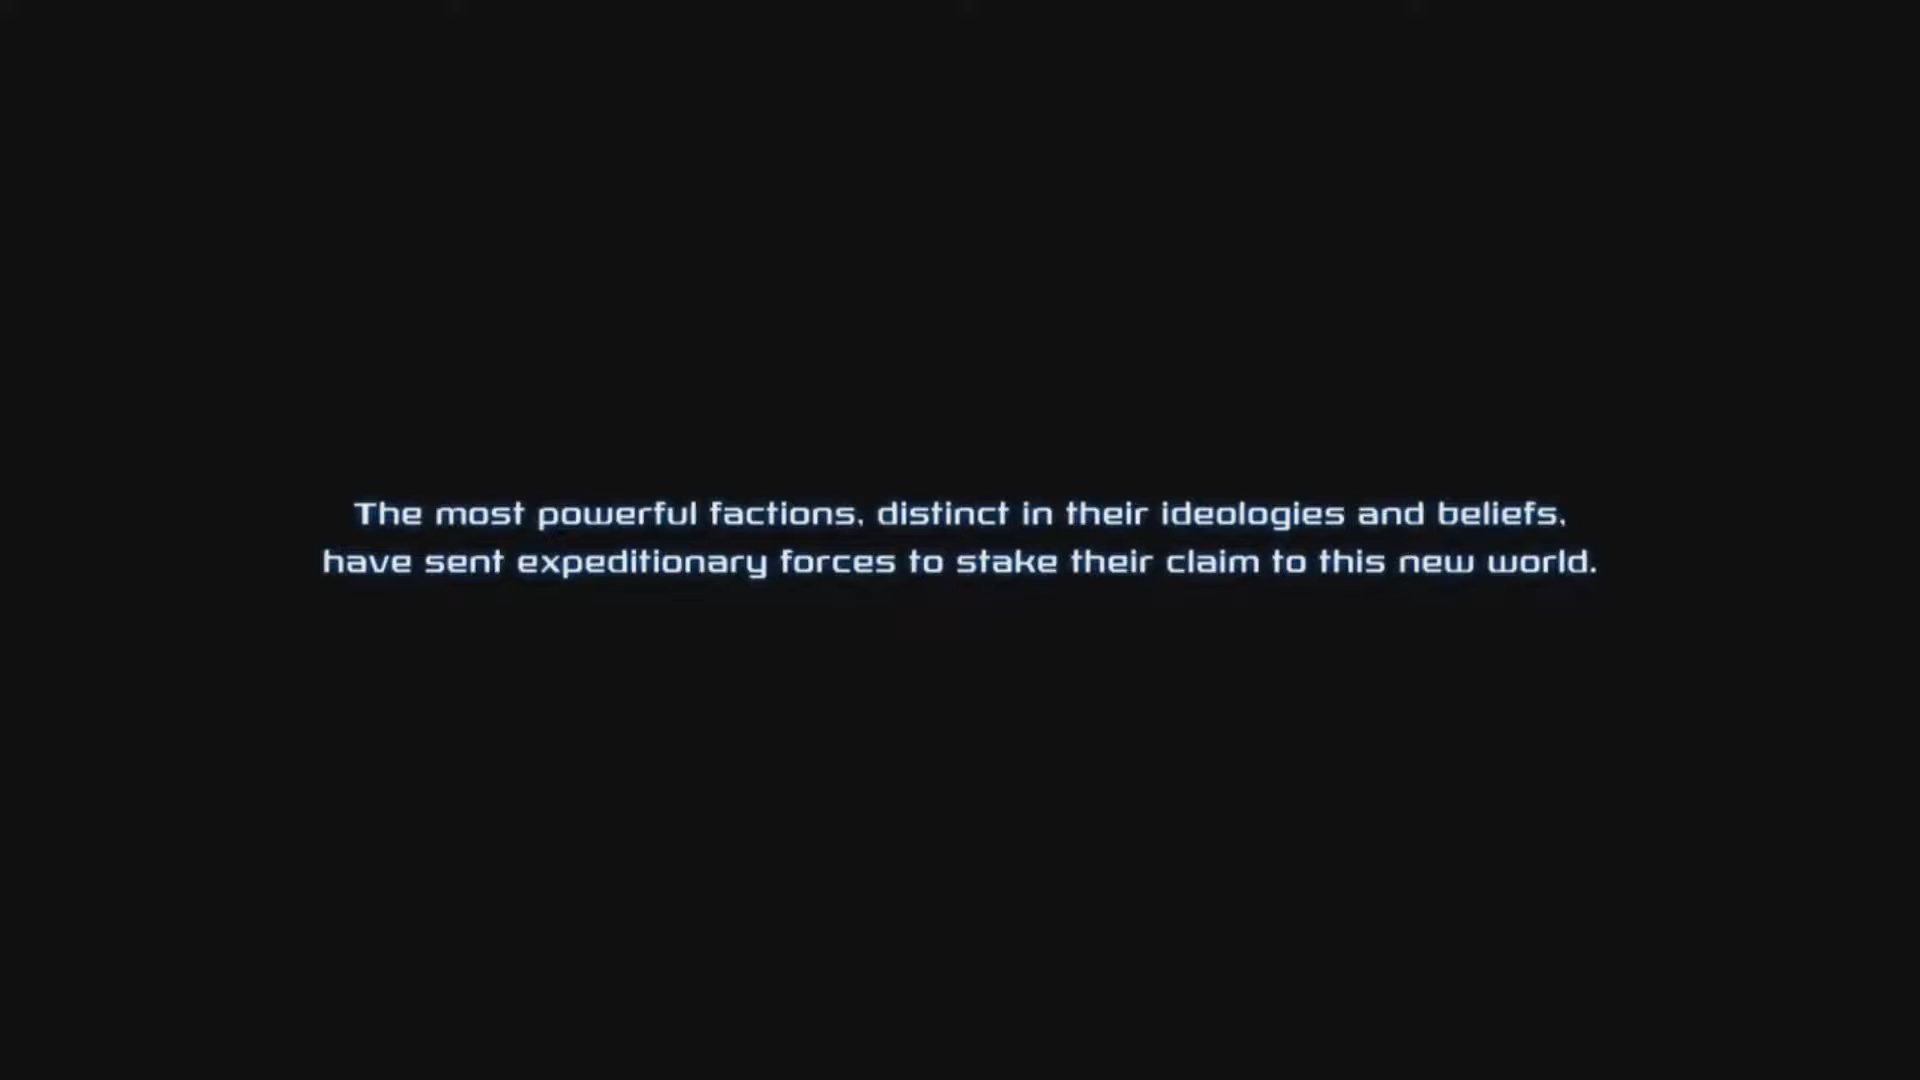 The most powerful factions, distinct in their ideologies and beliefs,
have sent expeditionary forces to stake their claim to this new world.